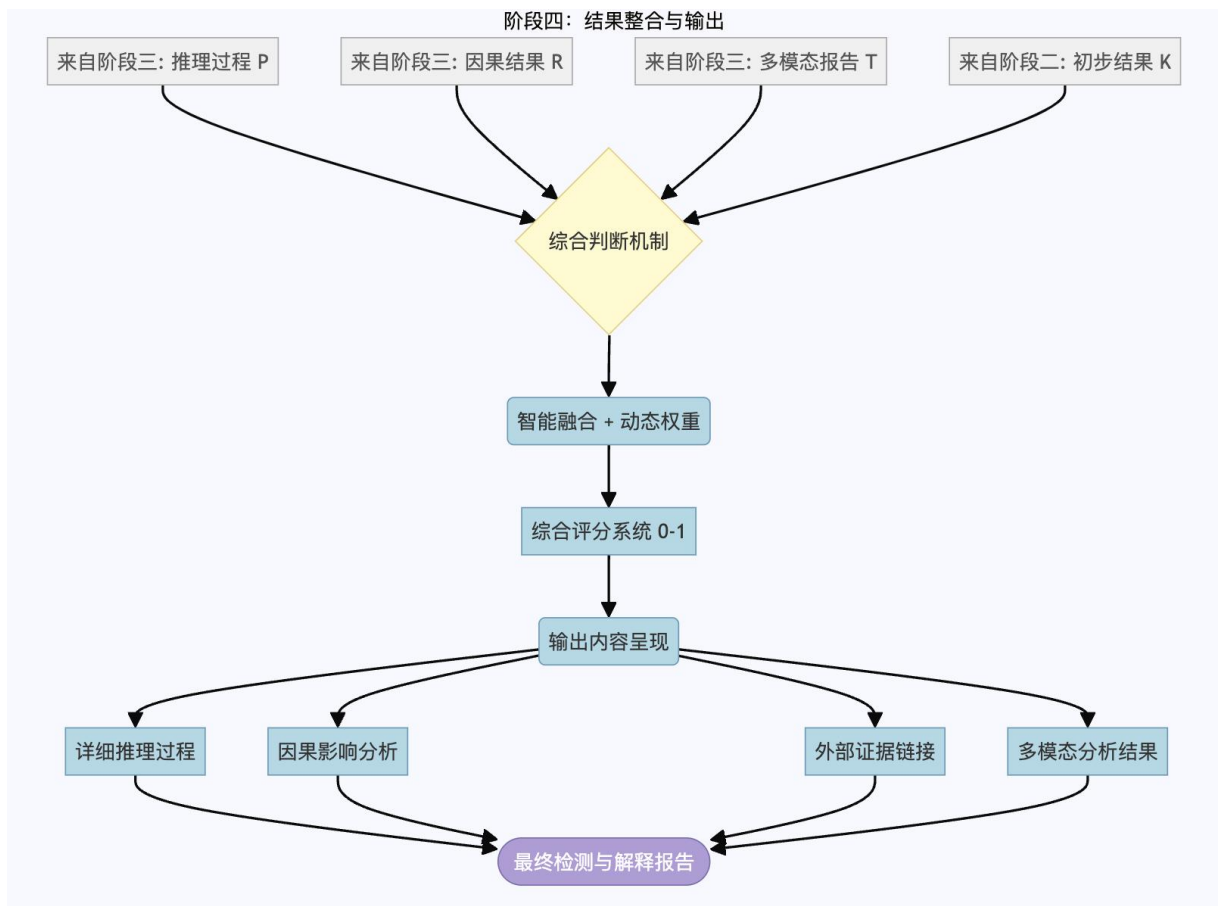 阶段四：结果整合与输出
来自阶段三: 推理过程 P
来自阶段三: 因果结果 R
来自阶段三: 多模态报告 T
来自阶段二: 初步结果 K
综合判断机制
智能融合 + 动态权重
综合评分系统 0-1
输出内容呈现
详细推理过程
因果影响分析
外部证据链接
多模态分析结果
最终检测与解释报告